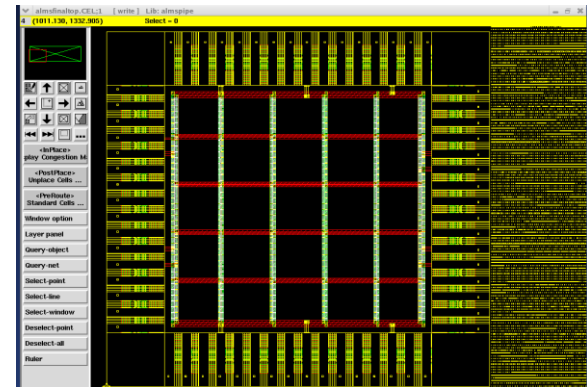 almsfinaltop.CEL;1 [ write ] Lib: almspipe
4 (1011.130, 1332.905) Select = 0
<InPlace>
play Congestion M
<PostPlace>
Unplace Cells ...
<PreRoute>
Standard Cells ...
Window option
Layer panel
Query-object
Query-net
Select-point
Select-line
Select-window
Deselect-point
Deselect-all
Ruler